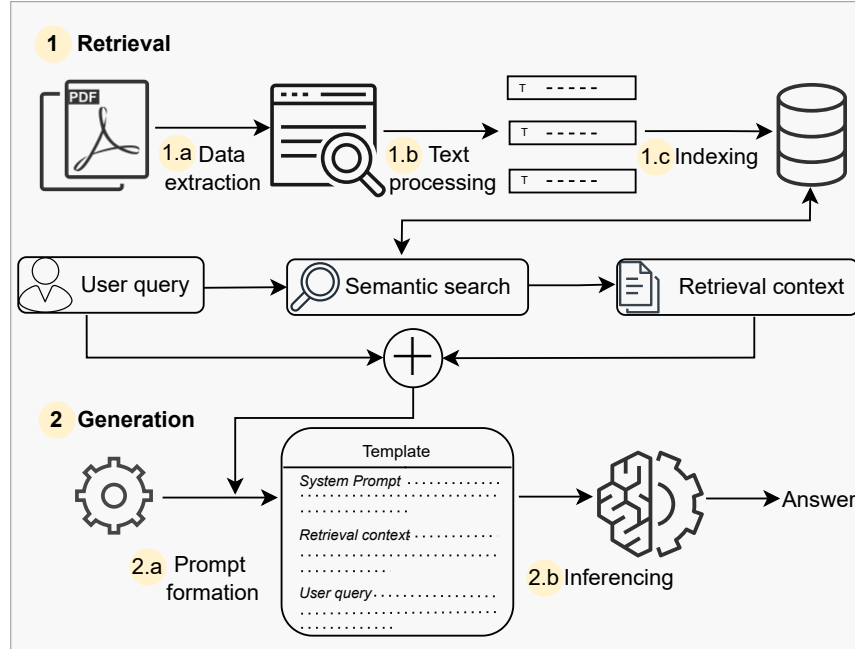 1 Retrieval
PDF
T -----
T -----
T -----
1.a Data
extraction
1.b Text
processing
1.c Indexing
User query
Semantic search
Retrieval context
2 Generation
Template
System Prompt
Retrieval context
User query
2.a Prompt
formation
2.b Inferencing
Answer